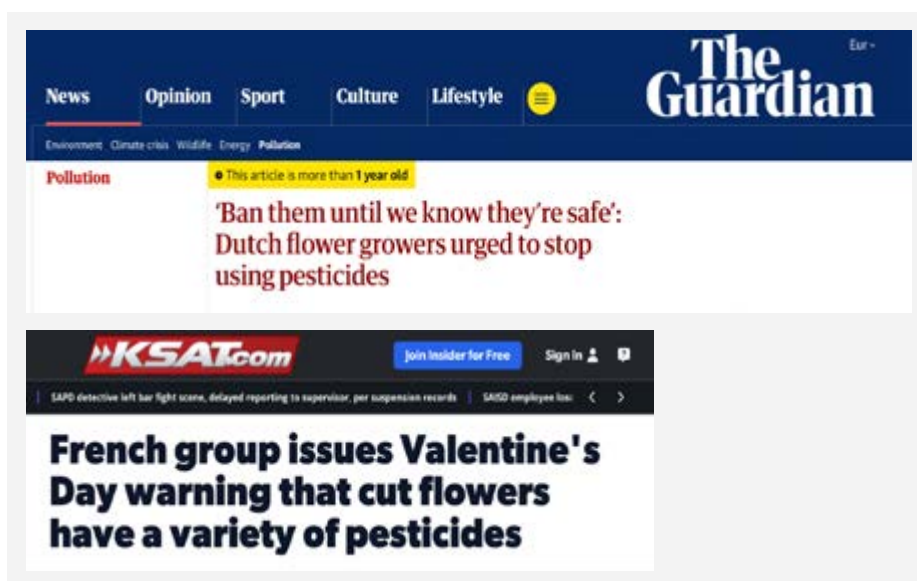 The
Guardian
Eur
News Opinion Sport Culture Lifestyle
Environment Climate crisis Wildlife Energy Pollution
Pollution
This article is more than 1 year old
‘Ban them until we know they’re safe’:
Dutch flower growers urged to stop
using pesticides
KSAT.com
Join Insider for Free Sign In
SAPD detective left bar fight scene, delayed reporting to supervisor, per suspension records SAISD employee
French group issues Valentine's
Day warning that cut flowers
have a variety of pesticides